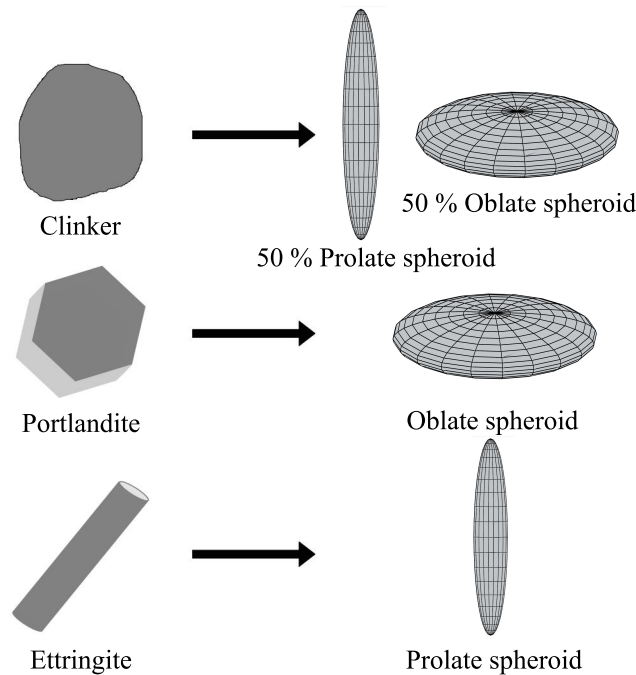 Clinker
50 % Oblate spheroid
50 % Prolate spheroid
Portlandite
Oblate spheroid
Ettringite
Prolate spheroid